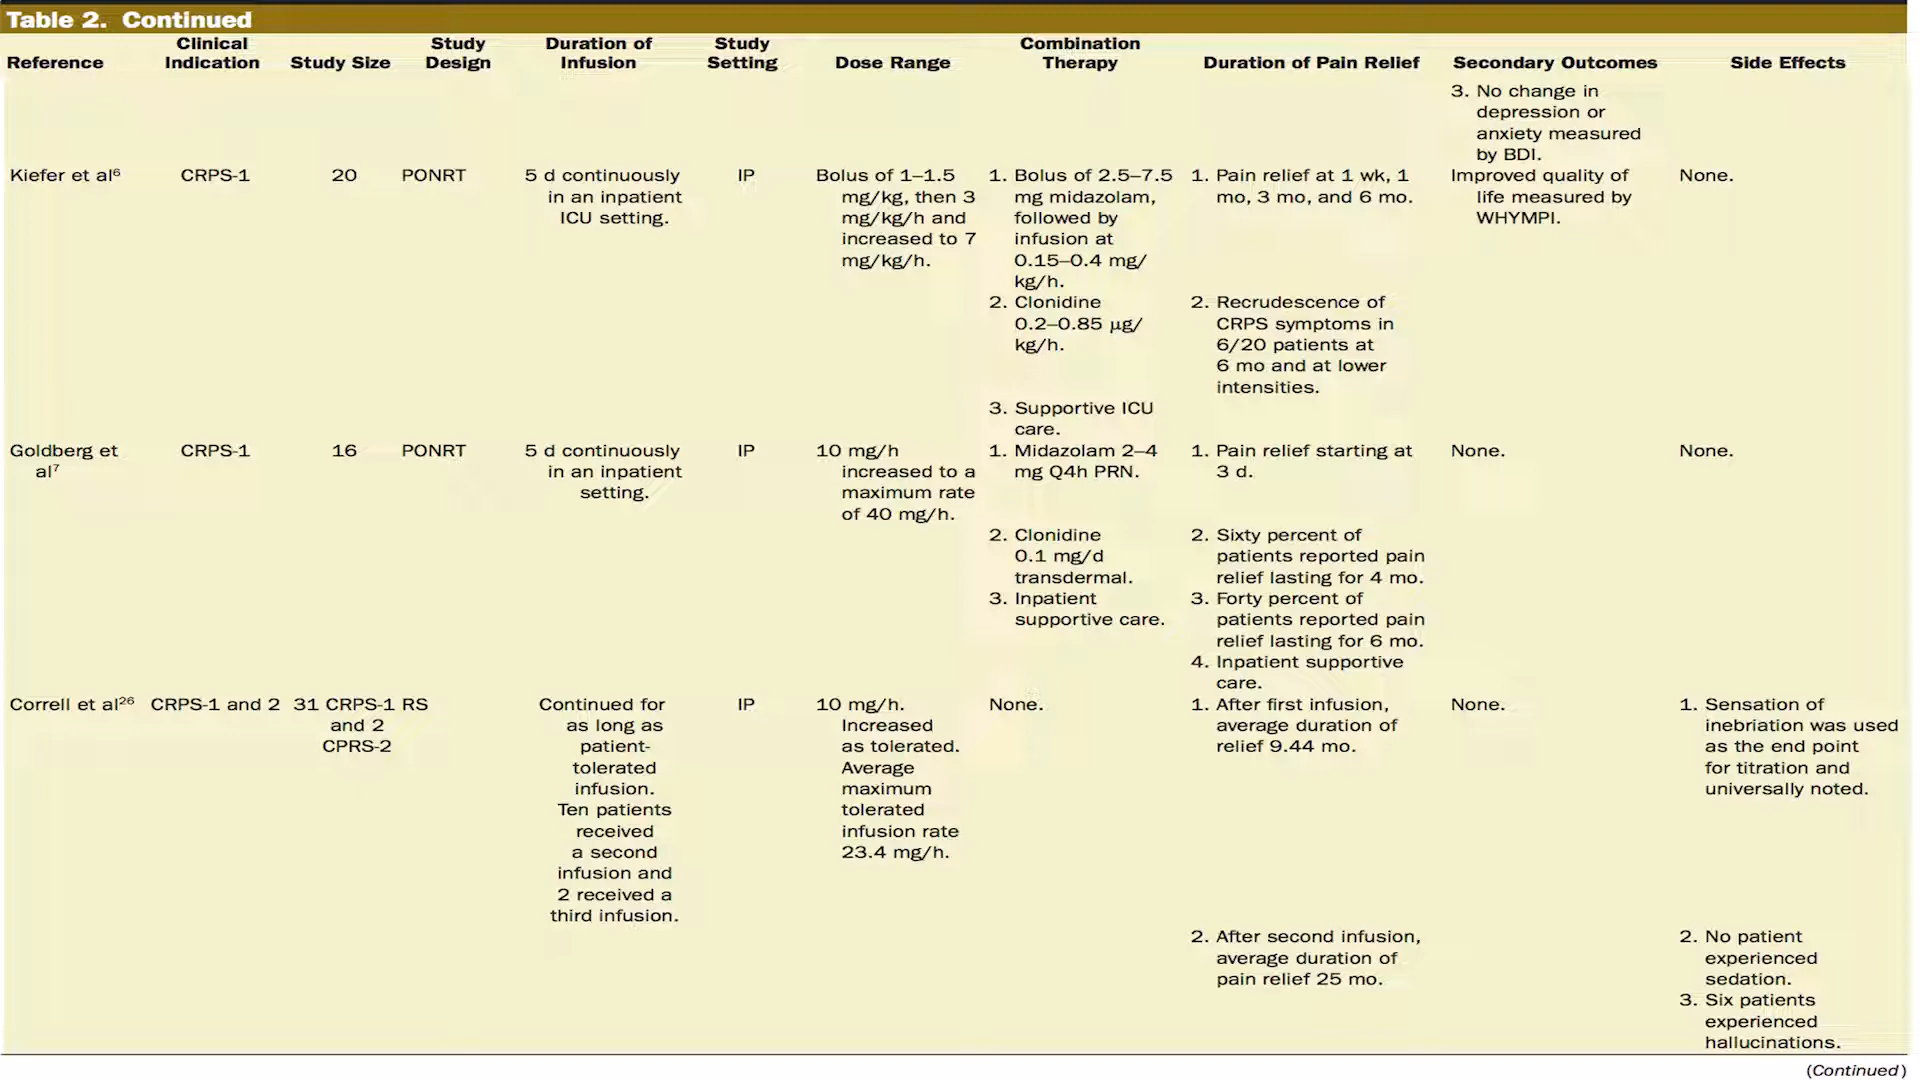 Table 2. Continued
Reference
Clinical
Indication
Study Size
Study
Design
Duration of
Infusion
Study
Setting
Dose Range
Combination
Therapy
Duration of Pain Relief
Secondary Outcomes
Side Effects
3. No change in
depression or
anxiety measured
by BDI.
Kiefer et al6
CRPS-1
20
PONRT
5 d continuously
in an inpatient
ICU setting.
IP
Bolus of 1–1.5
mg/kg, then 3
mg/kg/h and
increased to 7
mg/kg/h.
1. Bolus of 2.5–7.5
mg midazolam,
followed by
infusion at
0.15–0.4 mg/
kg/h.
2. Clonidine
0.2–0.85 µg/
kg/h.
3. Supportive ICU
care.
1. Pain relief at 1 wk, 1
mo, 3 mo, and 6 mo.
2. Recrudescence of
CRPS symptoms in
6/20 patients at
6 mo and at lower
intensities.
Improved quality of
life measured by
WHYMPI.
None.
Goldberg et
al7
CRPS-1
16
PONRT
5 d continuously
in an inpatient
setting.
IP
10 mg/h
increased to a
maximum rate
of 40 mg/h.
1. Midazolam 2–4
mg Q4h PRN.
2. Clonidine
0.1 mg/d
transdermal.
3. Inpatient
supportive care.
1. Pain relief starting at
3 d.
2. Sixty percent of
patients reported pain
relief lasting for 4 mo.
3. Forty percent of
patients reported pain
relief lasting for 6 mo.
4. Inpatient supportive
care.
None.
None.
Correll et al26
CRPS-1 and 2
31 CRPS-1
and 2
CPRS-2
RS
Continued for
as long as
patient-
tolerated
infusion.
Ten patients
received
a second
infusion and
2 received a
third infusion.
IP
10 mg/h.
Increased
as tolerated.
Average
maximum
tolerated
infusion rate
23.4 mg/h.
None.
1. After first infusion,
average duration of
relief 9.44 mo.
2. After second infusion,
average duration of
pain relief 25 mo.
None.
1. Sensation of
inebriation was used
as the end point
for titration and
universally noted.
2. No patient
experienced
sedation.
3. Six patients
experienced
hallucinations.
(Continued)